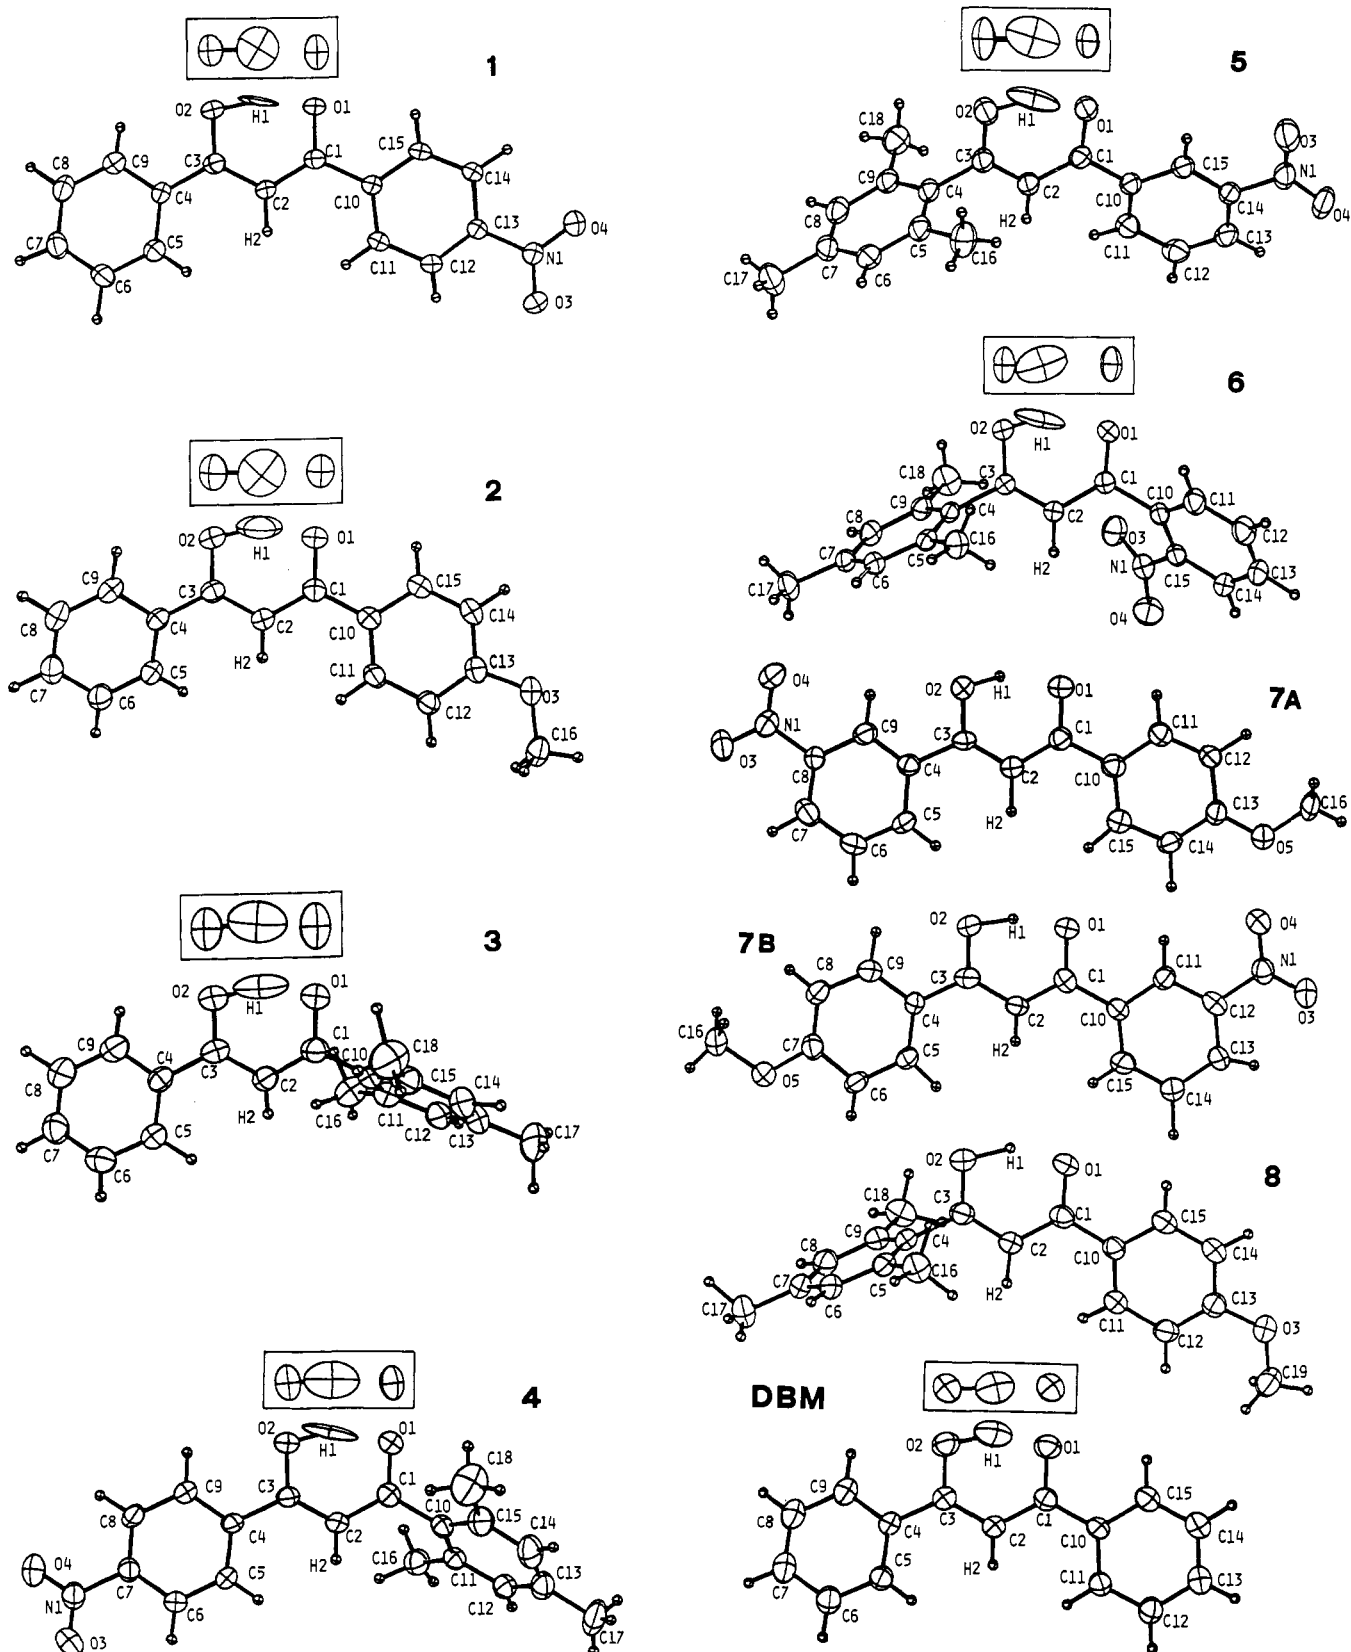 1
O2 H1 O1
C8 C9 C3 C1 C15 C14
C4 C2 C10 C13 O4
C7 C5 H2 C11 C12 N1
C6 O3
2
O2 H1 O1
C9 C3 C1 C15
C8 C4 C2 C10 C14
C7 C5 H2 C11 C13
C6 C12 O3
C16
3
O2 H1 O1
C9 C4 C3 C1 C10 C18
C8 C2 C15 C14
C7 C5 H2 C16 C11 C12 C13 C17
C6
4
O2 H1 O1
C18
C9 C3 C1 C10 C15
C8 C4 C2 C14
O4 C7 C5 H2 C16 C11 C13
N1 C6 C12
O3 C17
5
O2 H1 O1
C18 O3
C9 C3 C1 C15 N1
C8 C4 C2 C10 C14 O4
C7 C5 H2 C11 C13
C17 C6 C16 C12
6
O2 H1 O1
C18 C3 C1 C10 C11
C8 C9 C4 C2 O3 C12
C7 C5 C16 N1 C15 C13
C17 C6 H2 C14
O4
7A
O4 O2 H1 O1
N1 C9 C3 C1 C11
O3 C8 C4 C2 C10 C12
C7 C5 C13 C16
C6 H2 C15 C14 O5
7B
O2 H1 O1 O4
C8 C9 C3 C1 C11 N1
C16 C4 C2 C10 C12 O3
C7 C5 H2 C13
O5 C6 C15 C14
8
O2 H1 O1
C18 C3 C1 C15
C8 C9 C4 C2 C10 C14
C7 C5 C16 H2 C11 C13
C17 C6 C12 O3
C19
DBM
O2 H1 O1
C9 C3 C1 C15
C8 C4 C2 C10 C14
C7 C5 H2 C11 C13
C6 C12